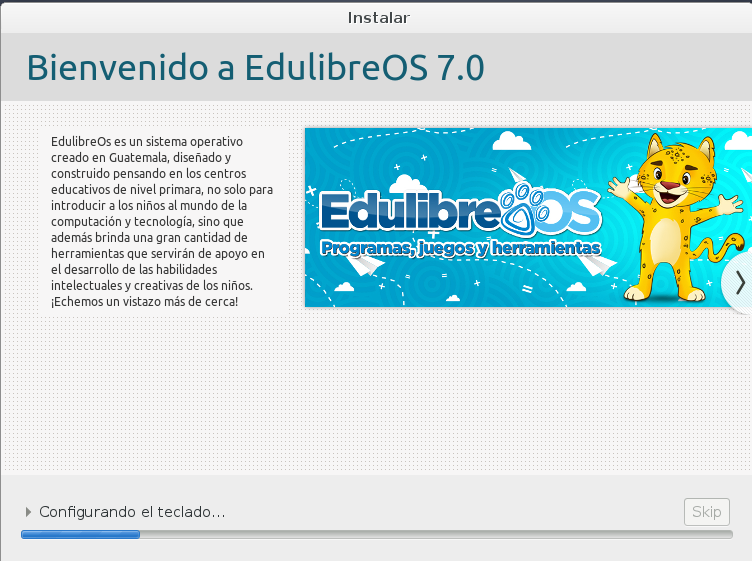 Instalar
Bienvenido a EdulibreOS 7.0
EdulibreOs es un sistema operativo
creado en Guatemala, diseñado y
construido pensando en los centros
educativos de nivel primara, no solo para
introducir a los niños al mundo de la
computación y tecnología, sino que
además brinda una gran cantidad de
herramientas que servirán de apoyo en
el desarrollo de las habilidades
intelectuales y creativas de los niños.
¡Echemos un vistazo más de cerca!
EdulibreOS
Programas, juegos y herramientas
Configurando el teclado...
Skip